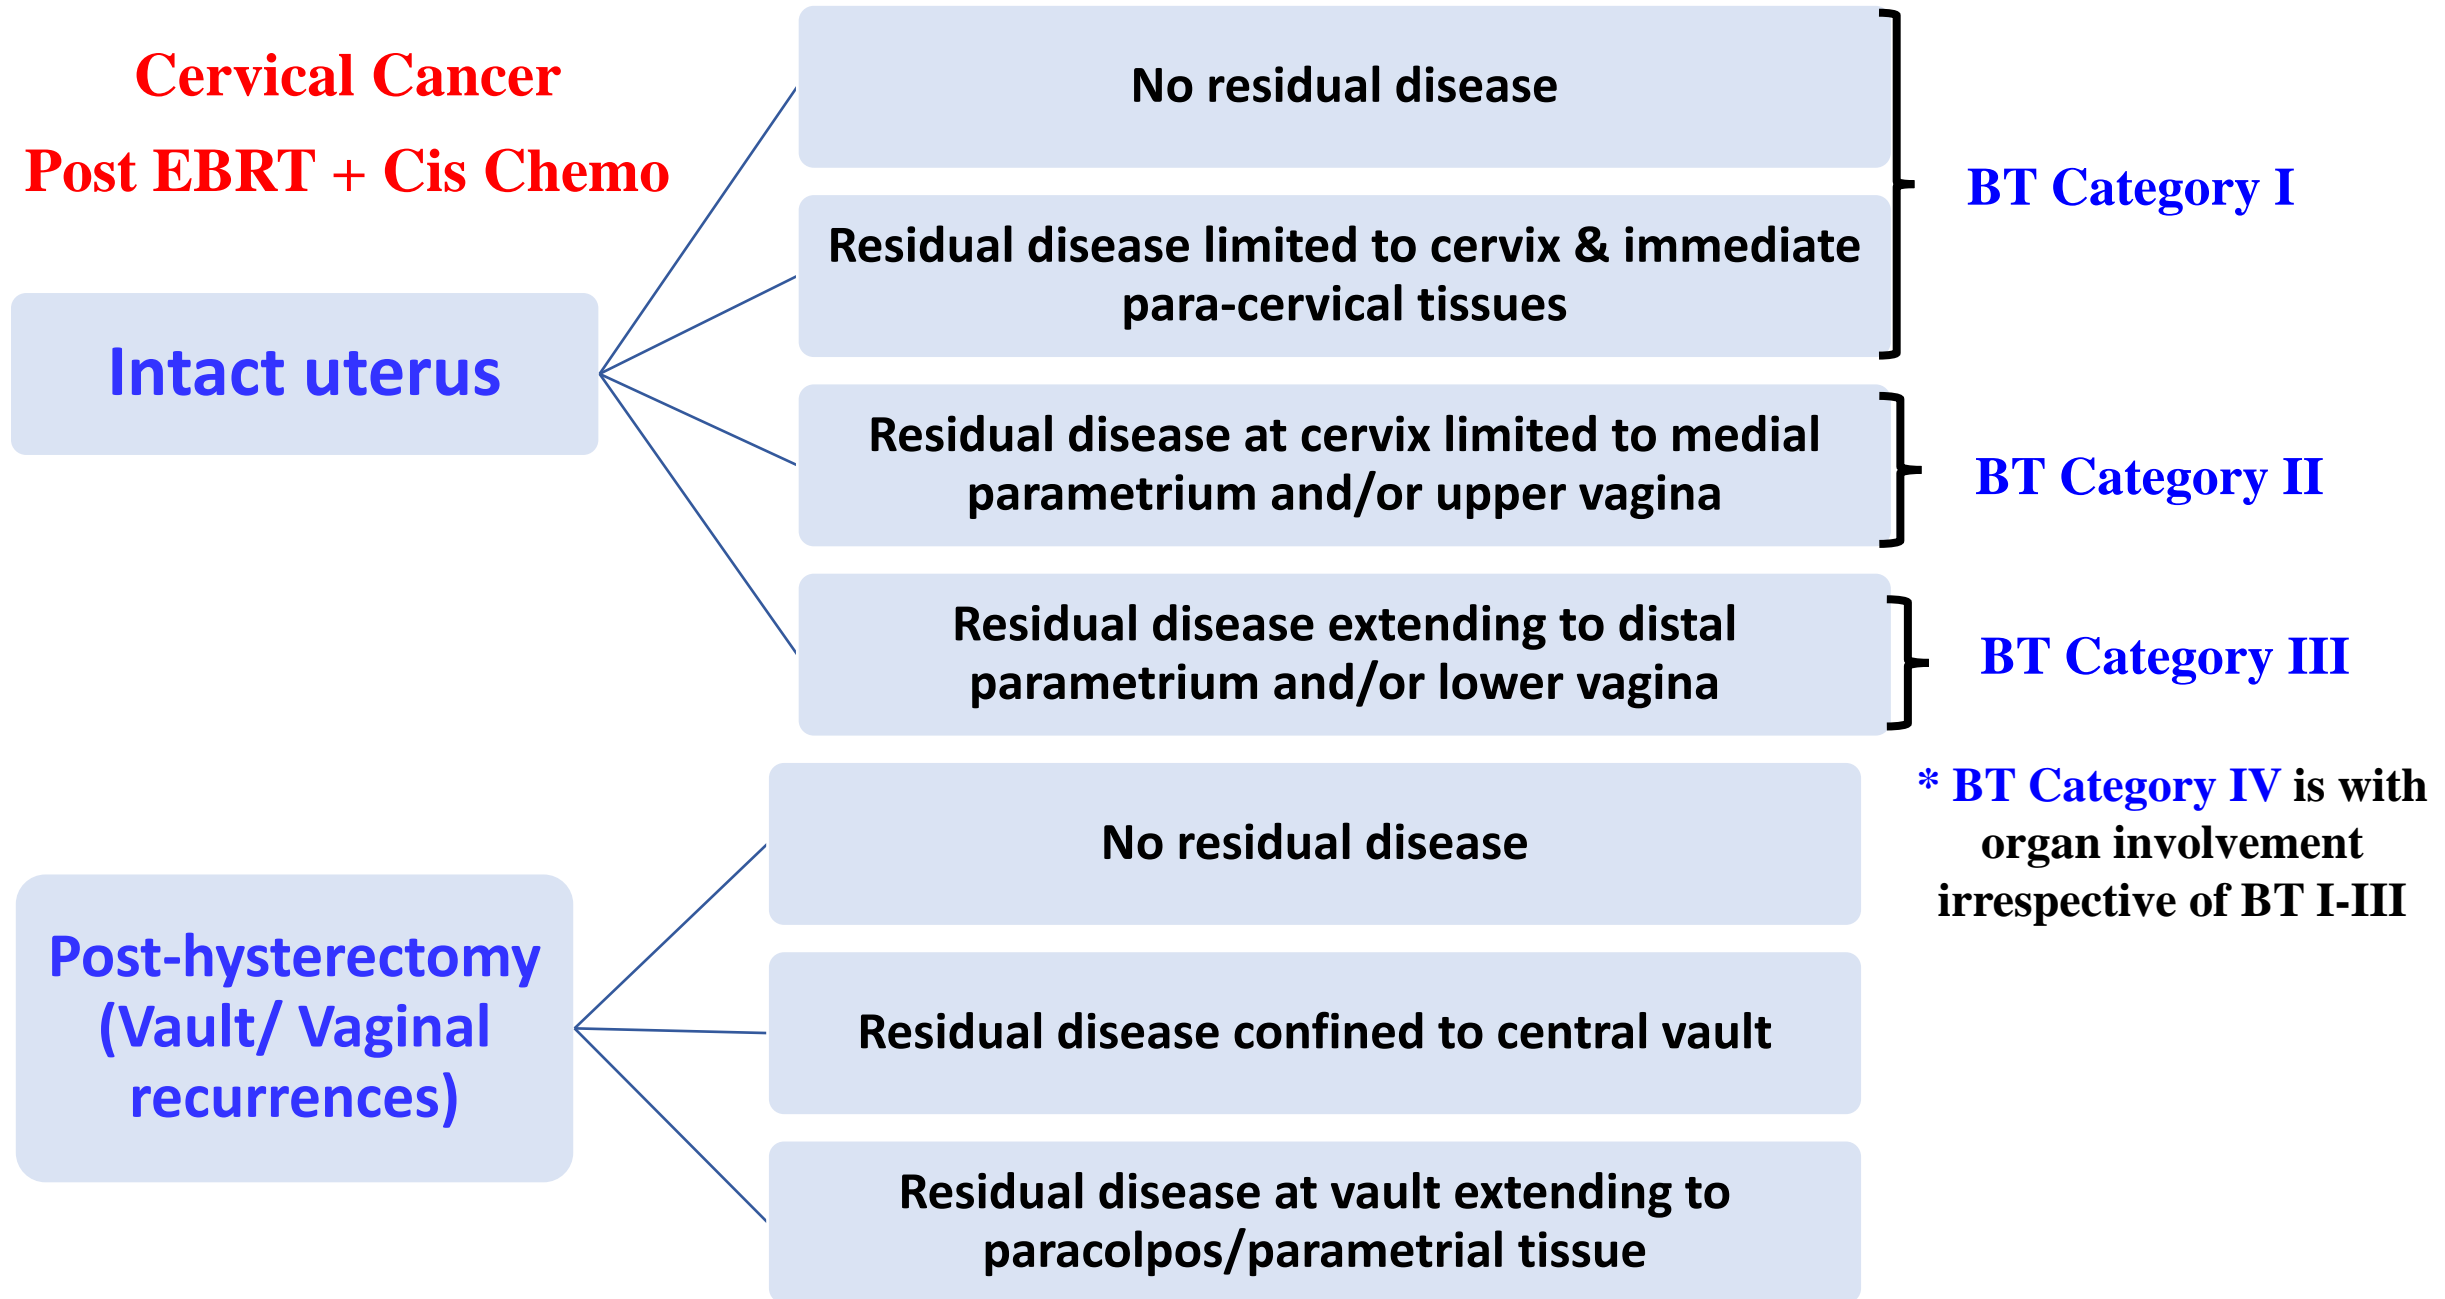 Cervical Cancer
Post EBRT + Cis Chemo
Intact uterus
No residual disease
Residual disease limited to cervix & immediate
para-cervical tissues
BT Category I
Residual disease at cervix limited to medial
parametrium and/or upper vagina
BT Category II
Residual disease extending to distal
parametrium and/or lower vagina
BT Category III
* BT Category IV is with
organ involvement
irrespective of BT I-III
Post-hysterectomy
(Vault/ Vaginal
recurrences)
No residual disease
Residual disease confined to central vault
Residual disease at vault extending to
paracolpos/parametrial tissue